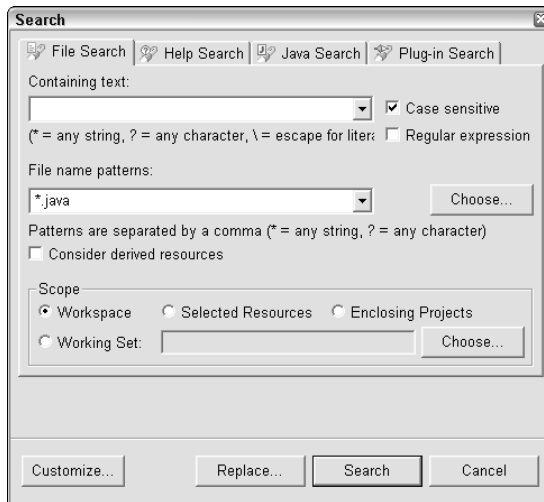 Search
File Search Help Search Java Search Plug-in Search
Containing text:
Case sensitive
(* = any string, ? = any character, \ = escape for litera Regular expression
File name patterns:
*.java Choose...
Patterns are separated by a comma (* = any string, ? = any character)
Consider derived resources
Scope
Workspace Selected Resources Enclosing Projects
Working Set: Choose...
Customize... Replace... Search Cancel